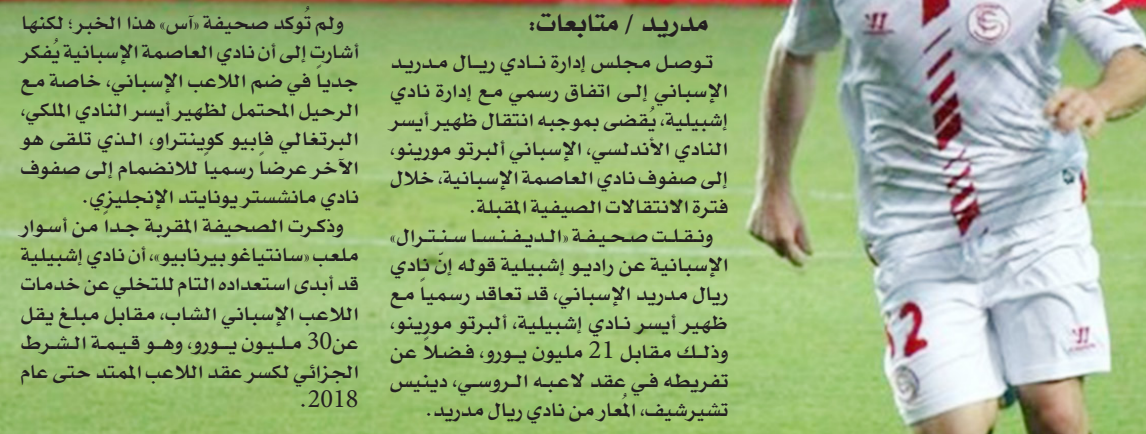 مدريد / متابعات:
توصل مجلس إدارة نادي ريال مدريد
الإسباني إلى اتفاق رسمي مع إدارة نادي
إشبيلية، يُقضى بموجبه انتقال ظهير أيسر
النادي الأندلسي، الإسباني ألبرتو مورينو،
إلى صفوف نادي العاصمة الإسبانية، خلال
فترة الانتقالات الصيفية المقبلة.
ونقلت صحيفة «الديفنسا سنترال»
الإسبانية عن راديو إشبيلية قوله إنّ نادي
ريال مدريد الإسباني، قد تعاقد رسمياً مع
ظهير أيسر نادي إشبيلية، ألبرتو مورينو،
وذلك مقابل 21 مليون يورو، فضلاً عن
تفريطه في عقد لاعبه الروسي، دينيس
تشيرشيف، المُعار من نادي ريال مدريد.
ولم تُوكد صحيفة «آس» هذا الخبر؛ لكنها
أشارت إلى أن نادي العاصمة الإسبانية يُفكر
جدياً في ضم اللاعب الإسباني، خاصة مع
الرحيل المحتمل لظهير أيسر النادي الملكي،
البرتغالي فابيو كوينتراو، الذي تلقى هو
الآخر عرضاً رسمياً للانضمام إلى صفوف
نادي مانشستر يونايتد الإنجليزي.
وذكرت الصحيفة المقربة جداً من أسوار
ملعب «سانتياغو بيرنابيو»، أن نادي إشبيلية
قد أبدى استعداده التام للتخلي عن خدمات
اللاعب الإسباني الشاب، مقابل مبلغ يقل
عن30 مليون يورو، وهو قيمة الشرط
الجزائي لكسر عقد اللاعب الممتد حتى عام
2018.